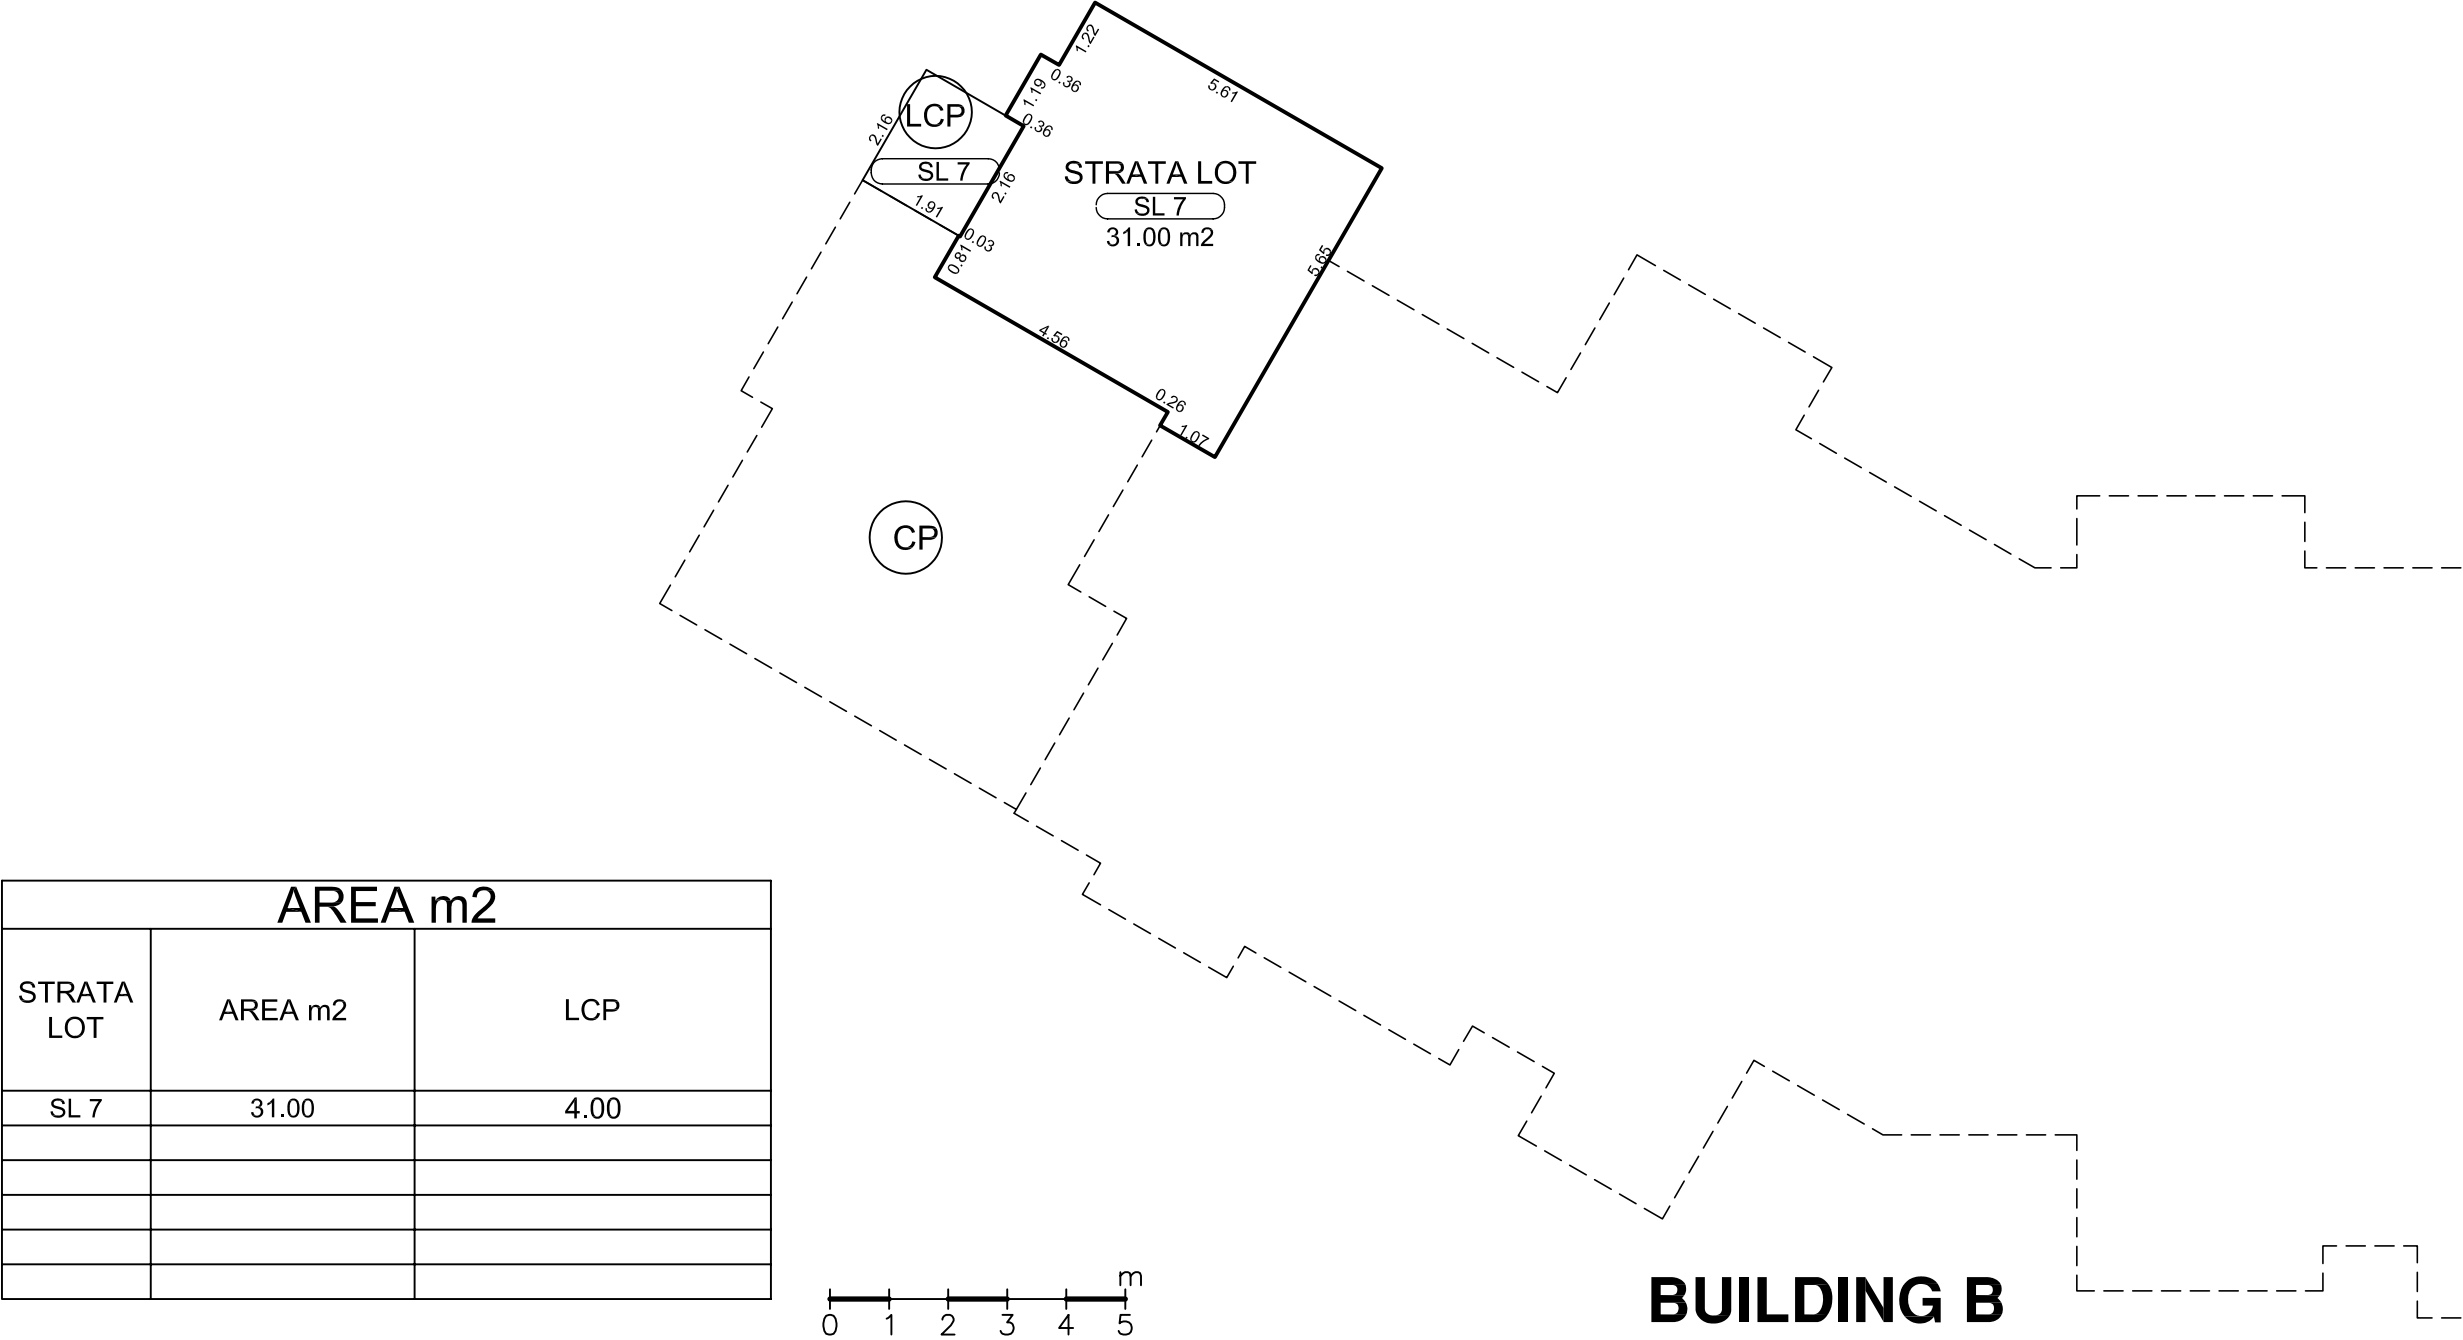 1.22
0.36
5.61
1.19
LCP
0.36
2.16
STRATA LOT
SL 7
SL 7
2.16
31.00 m2
1.91
0.03
0.81
5.65
4.56
0.26
1.07
CP
AREA m2
STRATA
LOT
AREA m2
LCP
SL 7
31.00
4.00
m
0 1 2 3 4 5
BUILDING B